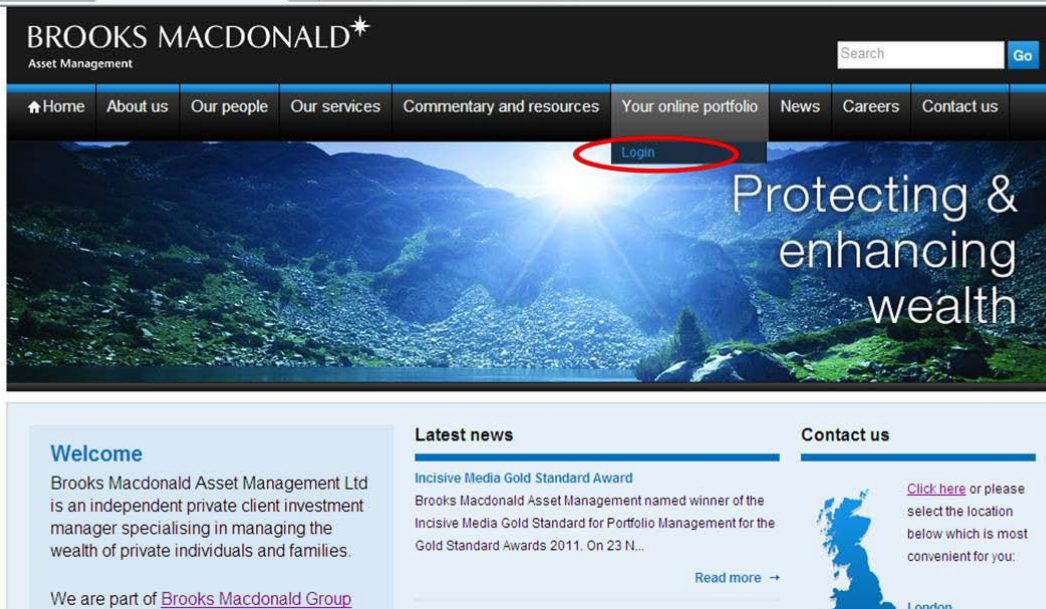 BROOKS MACDONALD
Asset Management
Search
Go
Home
About us
Our people
Our services
Commentary and resources
Your online portfolio
News
Careers
Contact us
Login
Protecting &
enhancing
wealth
Welcome
Brooks Macdonald Asset Management Ltd
is an independent private client investment
manager specialising in managing the
wealth of private individuals and families.
We are part of Brooks Macdonald Group
Latest news
Incisive Media Gold Standard Award
Brooks Macdonald Asset Management named winner of the
Incisive Media Gold Standard for Portfolio Management for the
Gold Standard Awards 2011. On 23 N...
Read more →
Contact us
Click here or please
select the location
below which is most
convenient for you:
London